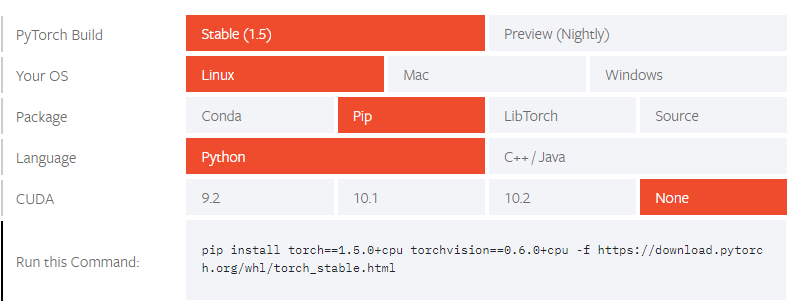 PyTorch Build Stable (1.5) Preview (Nightly)
Your OS Linux Mac Windows
Package Conda Pip LibTorch Source
Language Python C++ / Java
CUDA 9.2 10.1 10.2 None
Run this Command: pip install torch==1.5.0+cpu torchvision==0.6.0+cpu -f https://download.pytorc
h.org/whl/torch_stable.html